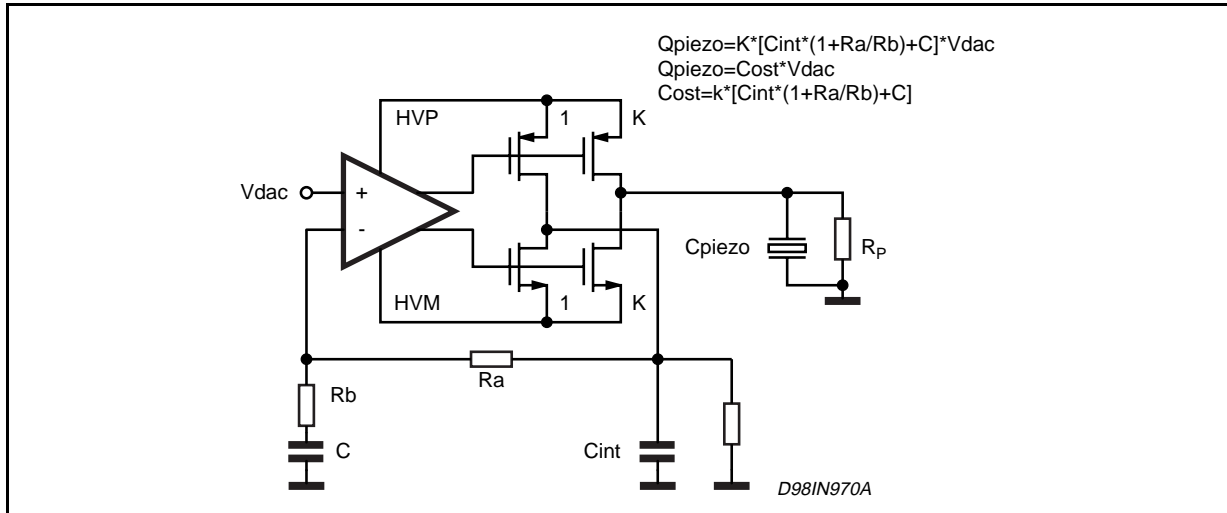 Qpiezo=K*[Cint*(1+Ra/Rb)+C]*Vdac
Qpiezo=Cost*Vdac
Cost=k*[Cint*(1+Ra/Rb)+C]
HVP
1
K
Vdac
+
-
Cpiezo
RP
HVM
1
K
Ra
Rb
C
Cint
D98IN970A